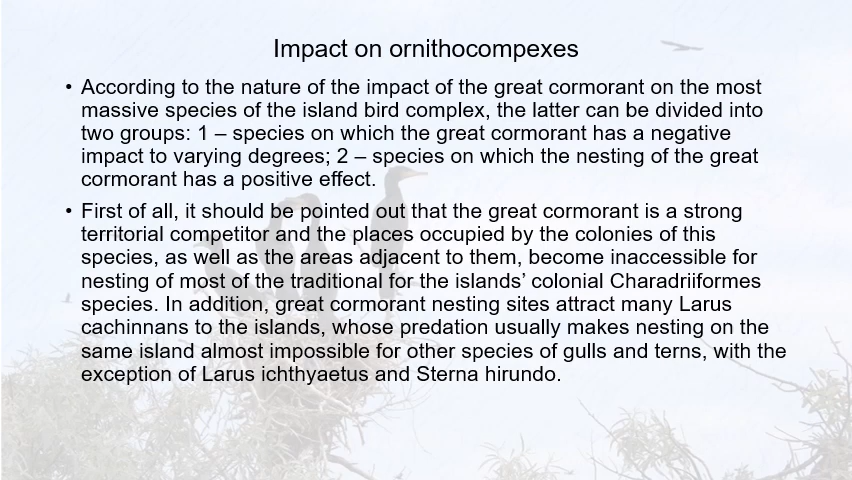 Impact on ornithocompexes
• According to the nature of the impact of the great cormorant on the most
massive species of the island bird complex, the latter can be divided into
two groups: 1 – species on which the great cormorant has a negative
impact to varying degrees; 2 – species on which the nesting of the great
cormorant has a positive effect.
• First of all, it should be pointed out that the great cormorant is a strong
territorial competitor and the places occupied by the colonies of this
species, as well as the areas adjacent to them, become inaccessible for
nesting of most of the traditional for the islands’ colonial Charadriiformes
species. In addition, great cormorant nesting sites attract many Larus
cachinnans to the islands, whose predation usually makes nesting on the
same island almost impossible for other species of gulls and terns, with the
exception of Larus ichthyaetus and Sterna hirundo.